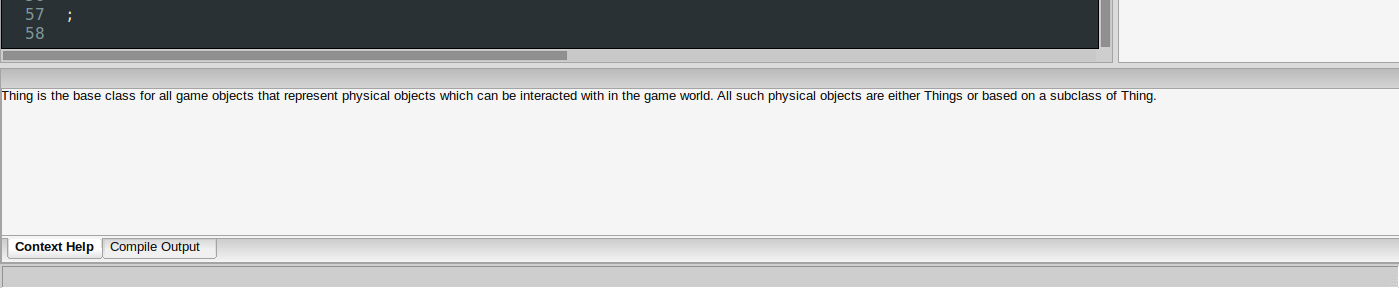 57 ;
58
Thing is the base class for all game objects that represent physical objects which can be interacted with in the game world. All such physical objects are either Things or based on a subclass of Thing.
Context Help Compile Output